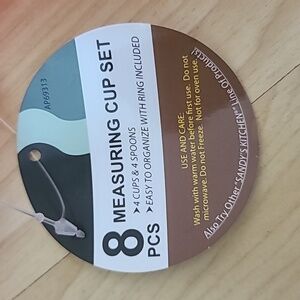 AP69313
8
PCS
MEASURING CUP SET
➤4 CUPS & 4 SPOONS
➤EASY TO ORGANIZE WITH RING INCLUDED
USE AND CARE:
Wash with warm water before first use. Do not
microwave. Do not Freeze. Not for oven use.
Also Try Other "SANDY'S KITCHEN" Line Of Products!